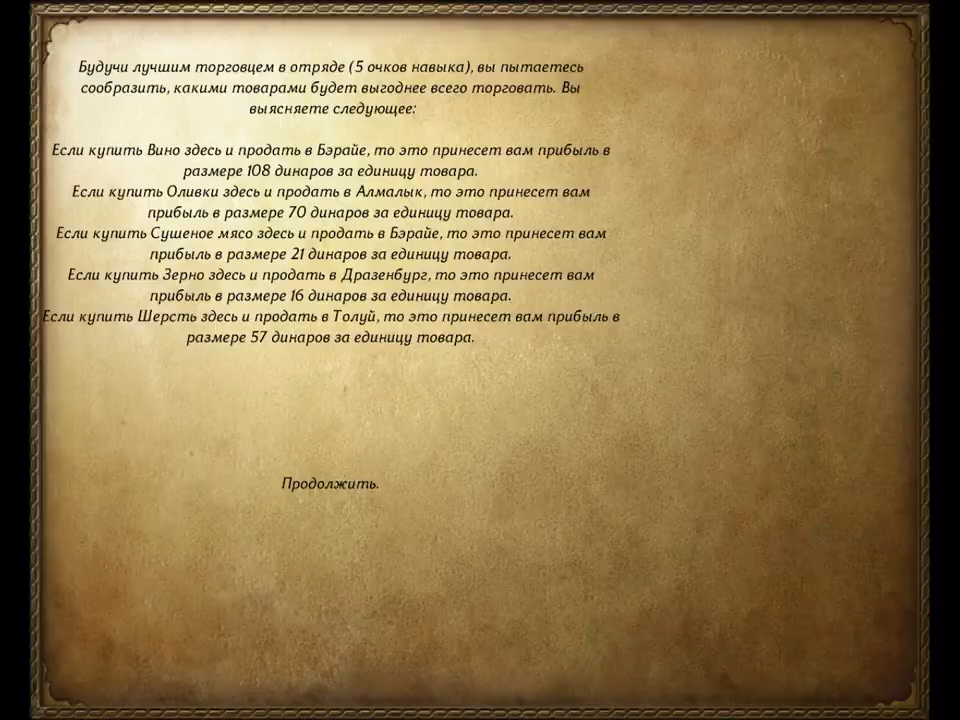 Будучи лучшим торговцем в отряде (5 очков навыка), вы пытаетесь
сообразить, какими товарами будет выгоднее всего торговать. Вы
выясняете следующее:
Если купить Вино здесь и продать в Бэрайе, то это принесет вам прибыль в
размере 108 динаров за единицу товара.
Если купить Оливки здесь и продать в Алмалык, то это принесет вам
прибыль в размере 70 динаров за единицу товара.
Если купить Сушеное мясо здесь и продать в Бэрайе, то это принесет вам
прибыль в размере 21 динаров за единицу товара.
Если купить Зерно здесь и продать в Дразенбург, то это принесет вам
прибыль в размере 16 динаров за единицу товара.
Если купить Шерсть здесь и продать в Толуй, то это принесет вам прибыль в
размере 57 динаров за единицу товара.
Продолжить.